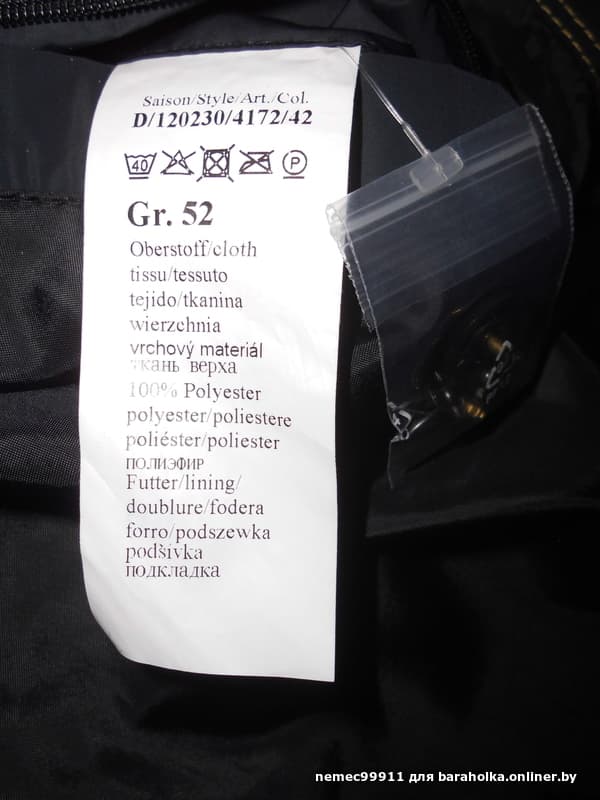 Saison/Style/Art./Col.
D/120230/4172/42
40 P
Gr. 52
Oberstoff/cloth
tissu/tessuto
tejido/tkanina
wierzchnia
vrchový materiál
ткань верха
100% Polyester
polyester/poliestere
poliéster/poliester
ПОЛИЭФИР
Futter/lining/
doublure/fodera
forro/podszewka
podšívka
подкладка
nemec99911 для baraholka.onliner.by